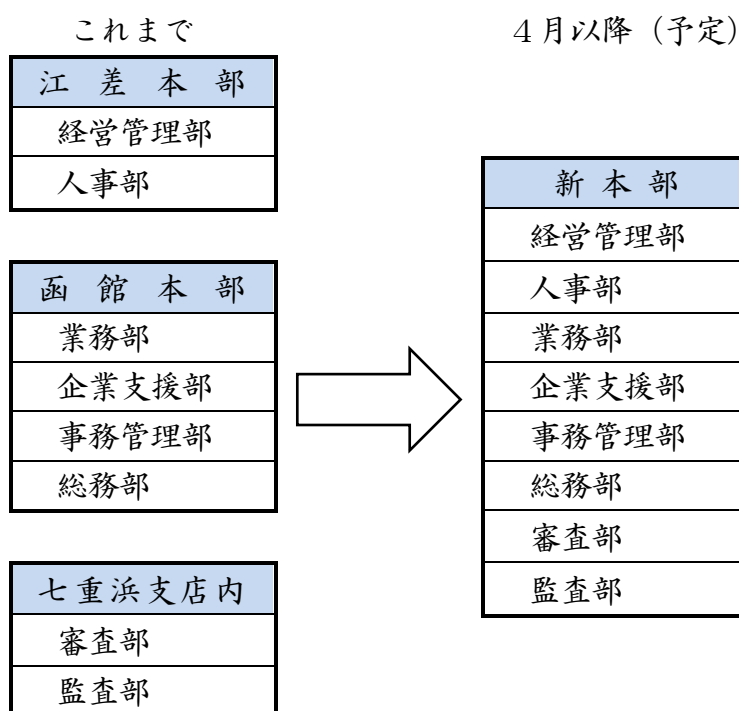 これまで
江差本部
経営管理部
人事部
函館本部
業務部
企業支援部
事務管理部
総務部
七重浜支店内
審査部
監査部
４月以降（予定）
新本部
経営管理部
人事部
業務部
企業支援部
事務管理部
総務部
審査部
監査部